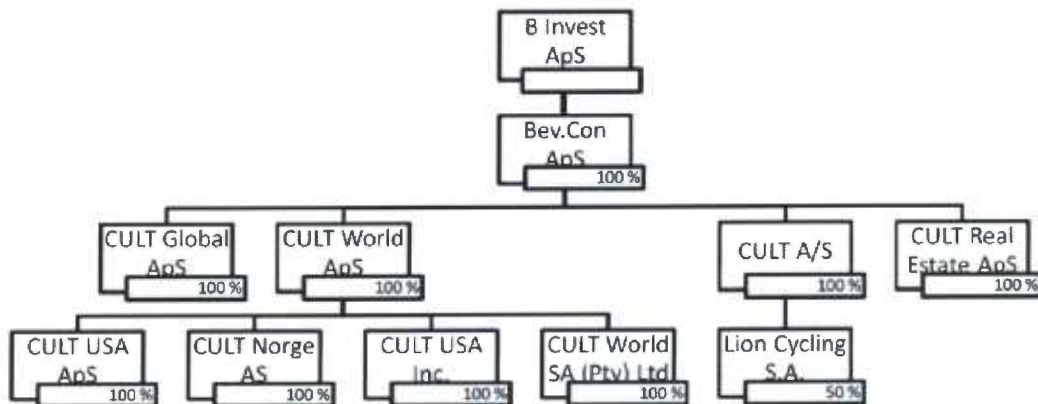 B Invest
ApS
Bev.Con
ApS
100 %
CULT Global
ApS
100 %
CULT World
ApS
100 %
CULT A/S
100 %
CULT Real
Estate ApS
100 %
CULT USA
ApS
100 %
CULT Norge
AS
100 %
CULT USA
Inc.
100 %
CULT World
SA (Pty) Ltd
100 %
Lion Cycling
S.A.
50 %